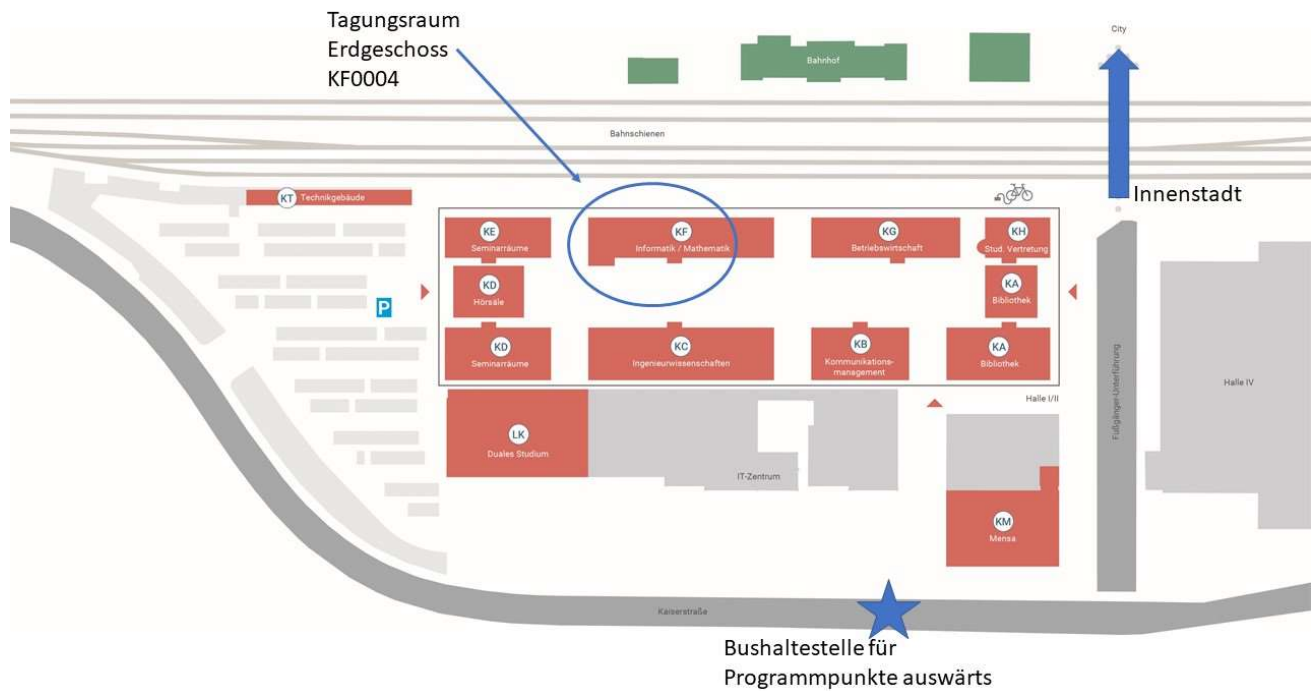 Tagungsraum
Erdgeschoss
KF0004
City
Bahnhof
Bahnschienen
Innenstadt
KT Technikgebäude
KE
Seminarräume
KF
Informatik / Mathematik
KG
Betriebswirtschaft
KH
Stud. Vertretung
KD
Hörsäle
KA
Bibliothek
P
KD
Seminarräume
KC
Ingenieurwissenschaften
KB
Kommunikations-
management
KA
Bibliothek
Fußgänger-Unterführung
Halle IV
Halle I/II
LK
Duales Studium
IT-Zentrum
KM
Mensa
Kaiserstraße
Bushaltestelle für
Programmpunkte auswärts